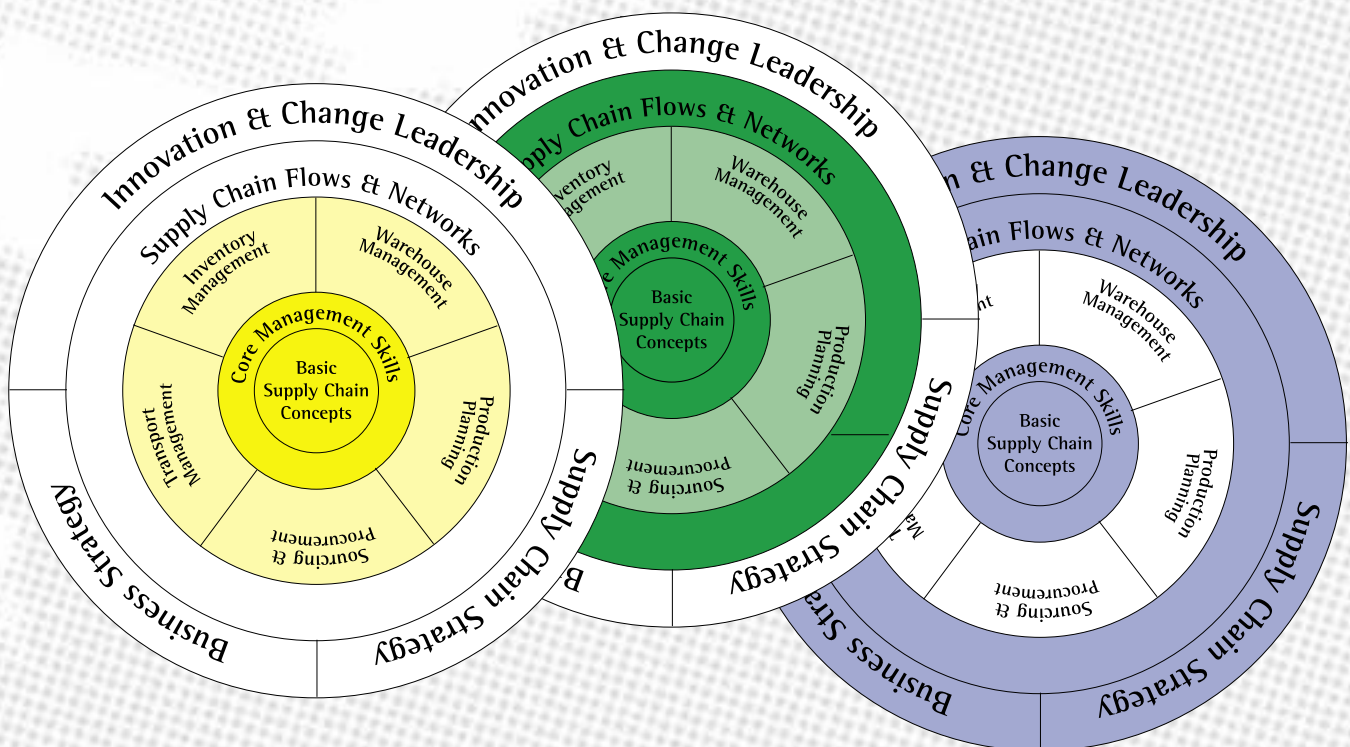 Innovation & Change Leadership
Supply Chain Flows & Networks
Inventory
Management
Warehouse
Management
Core Management Skills
Basic
Supply Chain
Concepts
Transport
Management
Production
Planning
Sourcing &
Procurement
Business Strategy
Supply Chain Strategy
nnovation & Change Leadership
pply Chain Flows & Networks
ventory
agement
Warehouse
Management
e Management Skills
Basic
Supply Chain
Concepts
Production
Planning
Sourcing &
Procurement
B
Supply Chain Strategy
n & Change Leadership
ain Flows & Networks
nt
Warehouse
Management
Core Management Skills
Basic
Supply Chain
Concepts
Production
Planning
Ma
Sourcing &
Procurement
Business Stra
Supply Chain Strategy